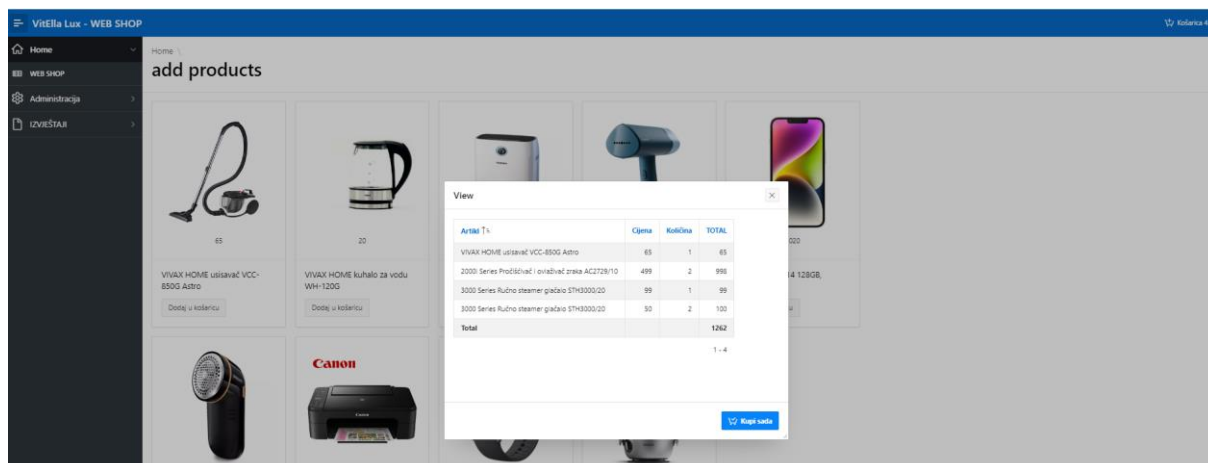 VitElla Lux - WEB SHOP
Košarica 4
Home
WEB SHOP
Administracija
IZVJEŠTAJI
Home \
add products
65
20
020
VIVAX HOME usisavač VCC-850G Astro
VIVAX HOME kuhalo za vodu WH-120G
14 128GB,
Dodaj u košaricu
Dodaj u košaricu
u
Canon
View
Artikl Cijena Količina TOTAL
VIVAX HOME usisavač VCC-850G Astro 65 1 65
2000i Series Pročišćivač i ovlaživač zraka AC2729/10 499 2 998
3000 Series Ručno steamer glačalo STH3000/20 99 1 99
3000 Series Ručno steamer glačalo STH3000/20 50 2 100
Total 1262
1 - 4
Kupi sada